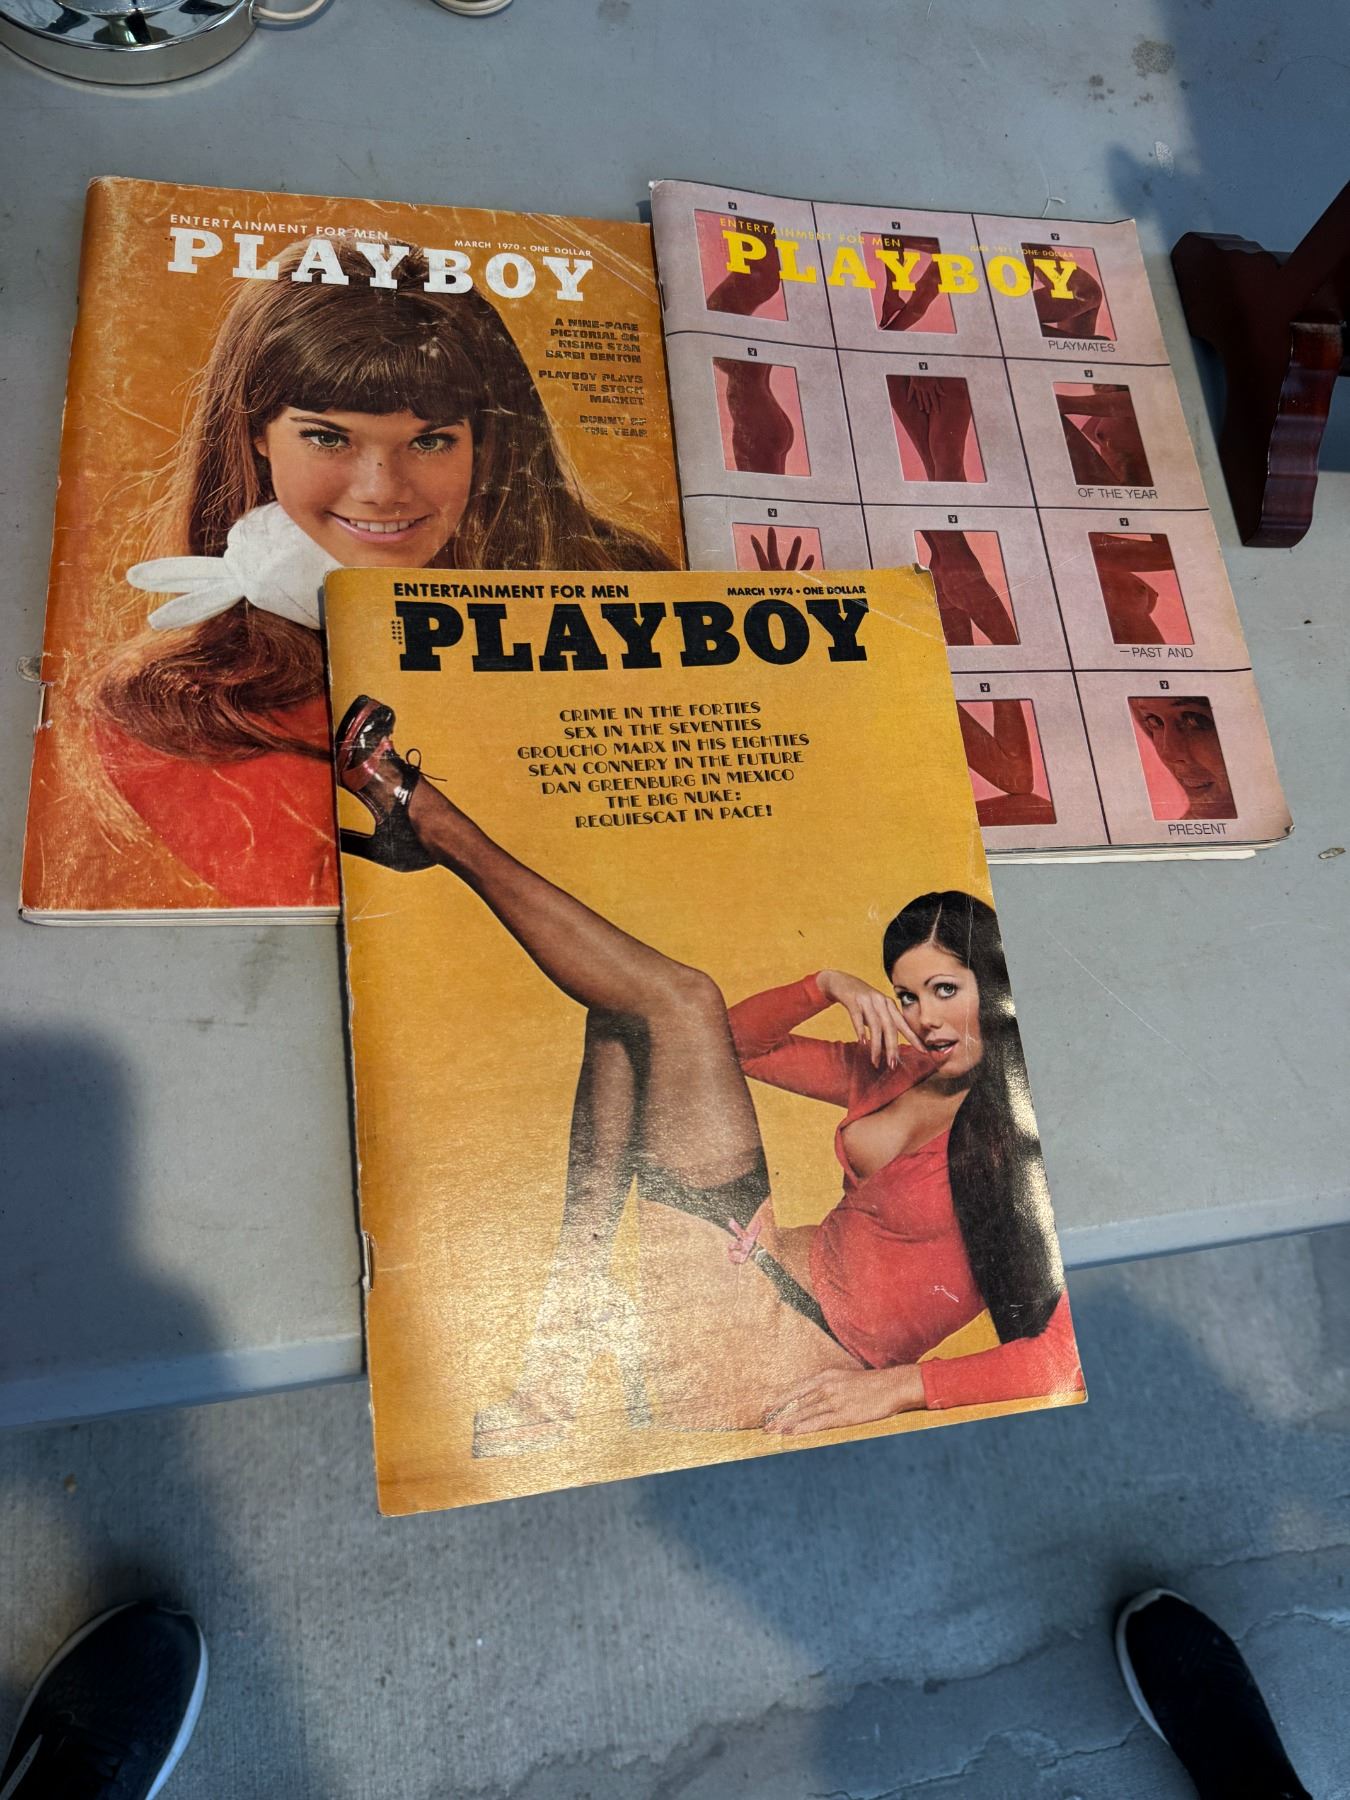 ENTERTAINMENT FOR MEN
PLAYBOY
MARCH 1970 • ONE DOLLAR
A NINE-PAGE
PICTORIAL ON
RISING STAR
BARBI BENTON
PLAYBOY PLAYS
THE STOCK
MARKET
BUNNY OF
THE YEAR
ENTERTAINMENT FOR MEN
PLAYBOY
1971 • ONE DOLLAR
PLAYMATES
OF THE YEAR
—PAST AND
PRESENT
ENTERTAINMENT FOR MEN
MARCH 1974 • ONE DOLLAR
PLAYBOY
CRIME IN THE FORTIES
SEX IN THE SEVENTIES
GROUCHO MARX IN HIS EIGHTIES
SEAN CONNERY IN THE FUTURE
DAN GREENBURG IN MEXICO
THE BIG NUKE:
REQUIESCAT IN PACE!